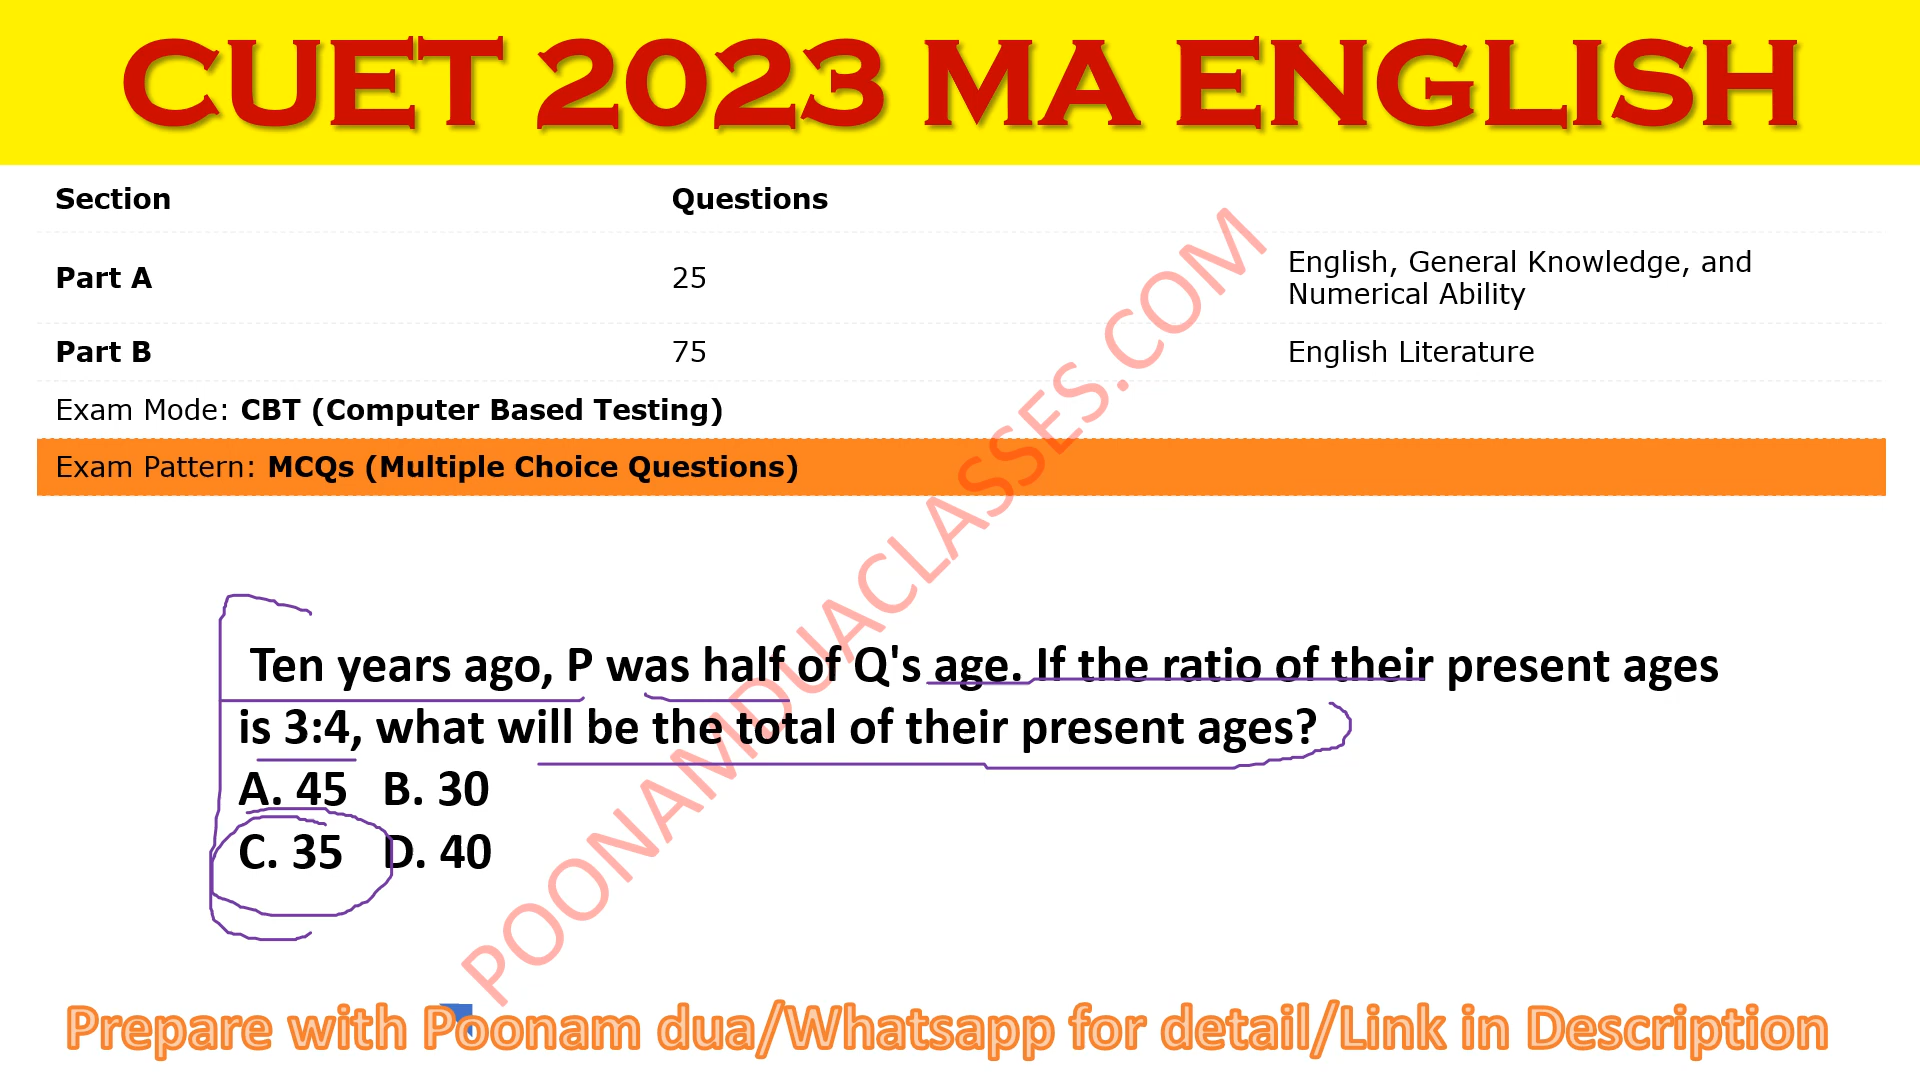 CUET 2023 MA ENGLISH
Section Questions
Part A 25 English, General Knowledge, and
Numerical Ability
Part B 75 English Literature
Exam Mode: CBT (Computer Based Testing)
Exam Pattern: MCQs (Multiple Choice Questions)
POONAMDUACLASSES.COM
Ten years ago, P was half of Q's age. If the ratio of their present ages
is 3:4, what will be the total of their present ages?
A. 45 B. 30
C. 35 D. 40
Prepare with Poonam dua/Whatsapp for detail/Link in Description